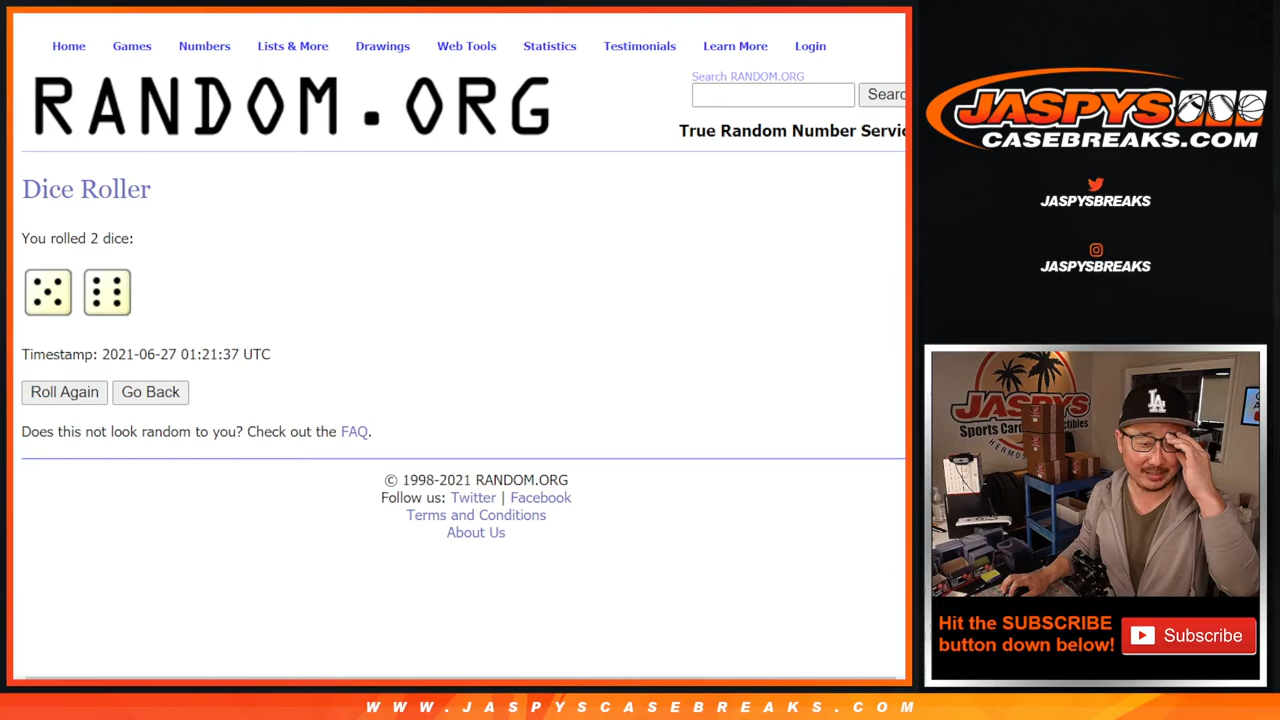 Home Games Numbers Lists & More Drawings Web Tools Statistics Testimonials Learn More Login
RANDOM.ORG
Search RANDOM.ORG
Searc
True Random Number Servic
Dice Roller
You rolled 2 dice:
Timestamp: 2021-06-27 01:21:37 UTC
Roll Again Go Back
Does this not look random to you? Check out the FAQ.
© 1998-2021 RANDOM.ORG
Follow us: Twitter | Facebook
Terms and Conditions
About Us
JASPYS
CASEBREAKS.COM
JASPYSBREAKS
JASPYSBREAKS
JASPYS
Sports Car
HERMOS
LA
Hit the SUBSCRIBE
button down below!
Subscribe
WWW.JASPYSCASEBREAKS.COM